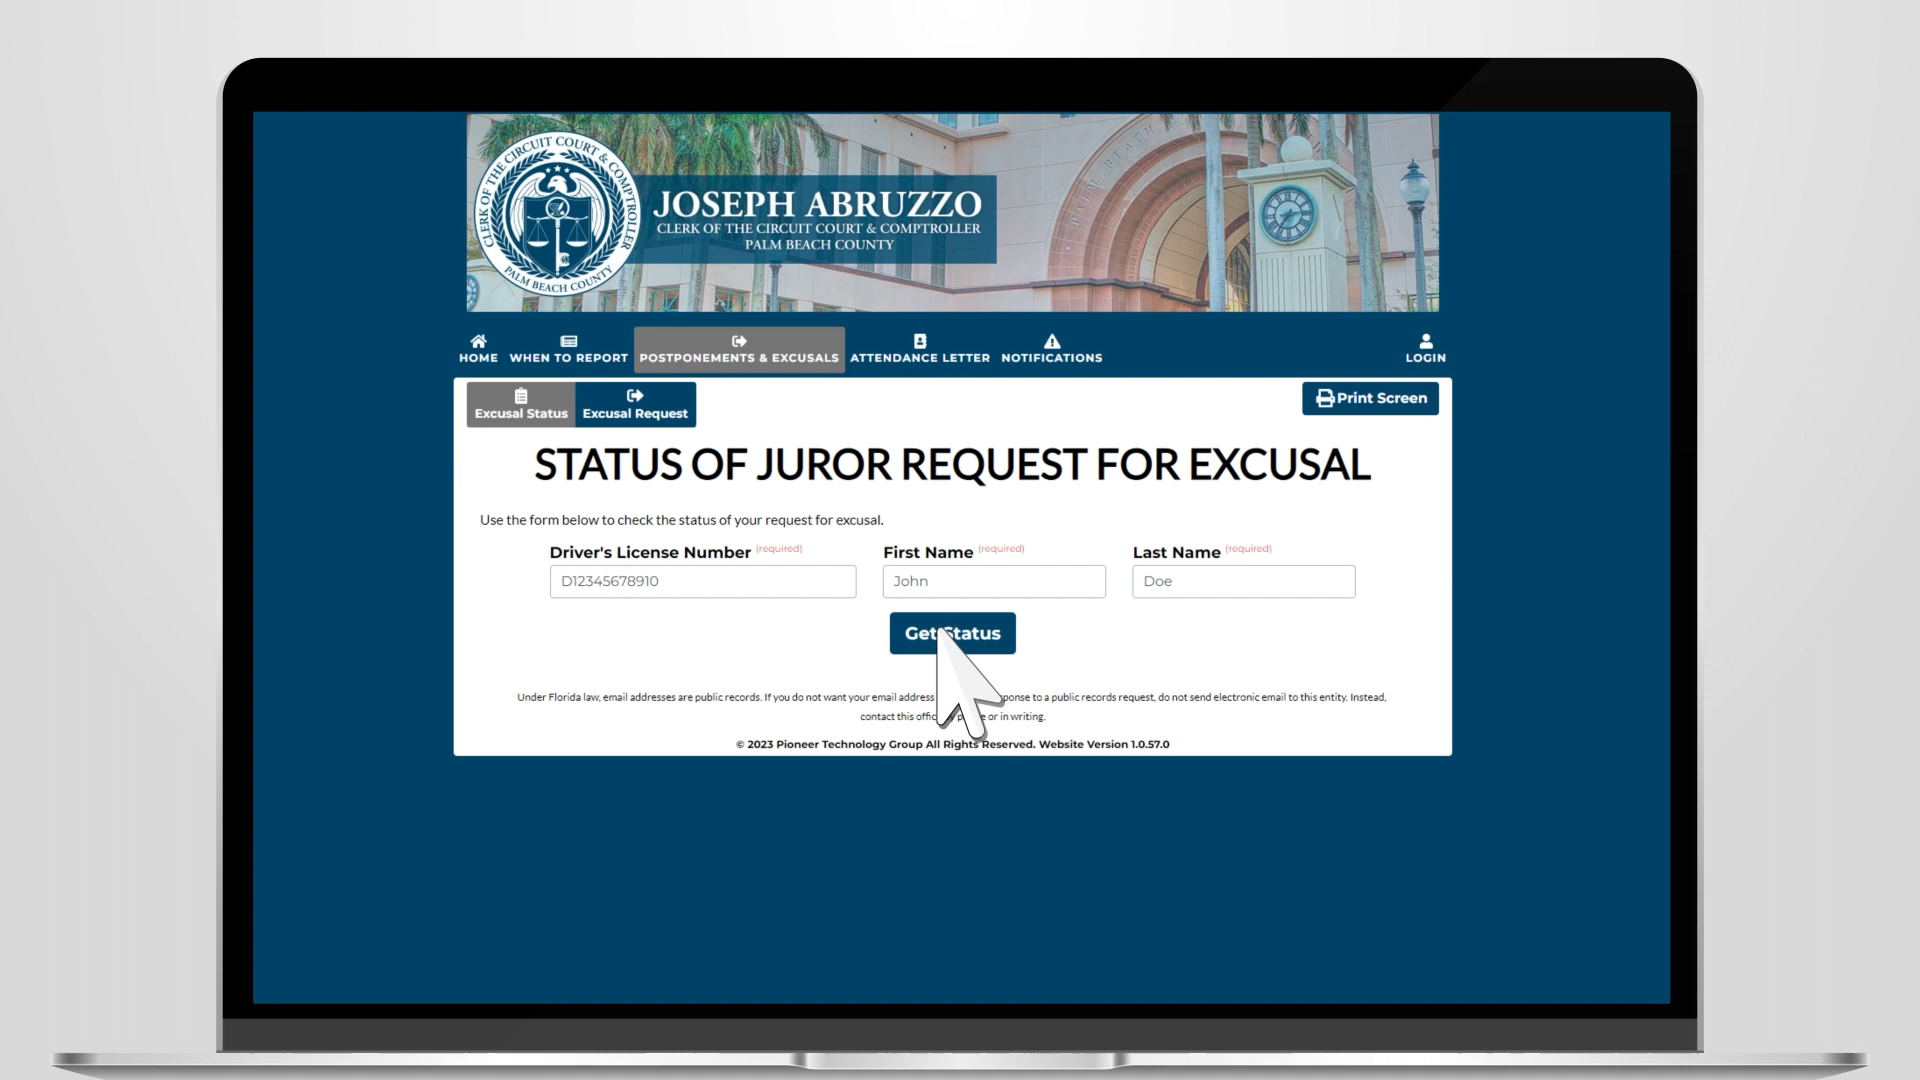 CLERK OF THE CIRCUIT COURT & COMPTROLLER
PALM BEACH COUNTY
JOSEPH ABRUZZO
CLERK OF THE CIRCUIT COURT & COMPTROLLER
PALM BEACH COUNTY
PALM BEACH
HOME WHEN TO REPORT POSTPONEMENTS & EXCUSALS ATTENDANCE LETTER NOTIFICATIONS LOGIN
Excusal Status Excusal Request Print Screen
STATUS OF JUROR REQUEST FOR EXCUSAL
Use the form below to check the status of your request for excusal.
Driver's License Number (required) First Name (required) Last Name (required)
D12345678910 John Doe
Get Status
Under Florida law, email addresses are public records. If you do not want your email address to a public records request, do not send electronic email to this entity. Instead,
contact this or in writing.
© 2023 Pioneer Technology Group All Rights Reserved. Website Version 1.0.57.0